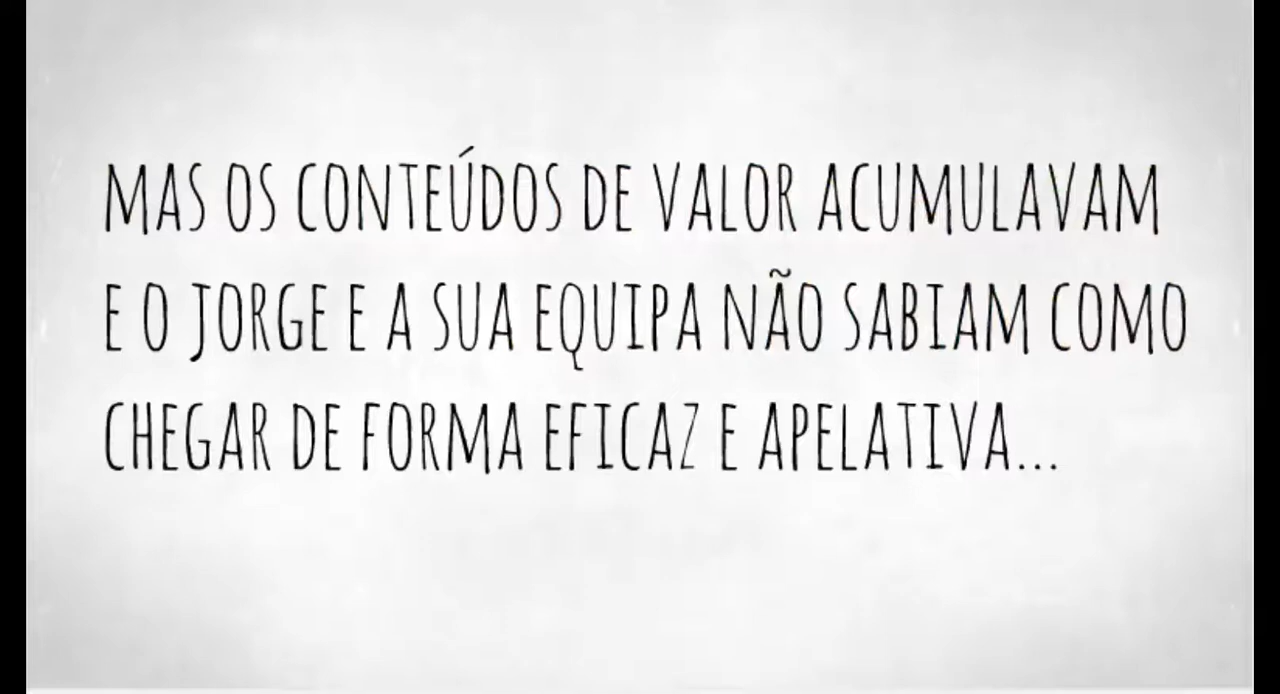 MAS OS CONTEÚDOS DE VALOR ACUMULAVAM
E O JORGE E A SUA EQUIPA NÃO SABIAM COMO
CHEGAR DE FORMA EFICAZ E APELATIVA...